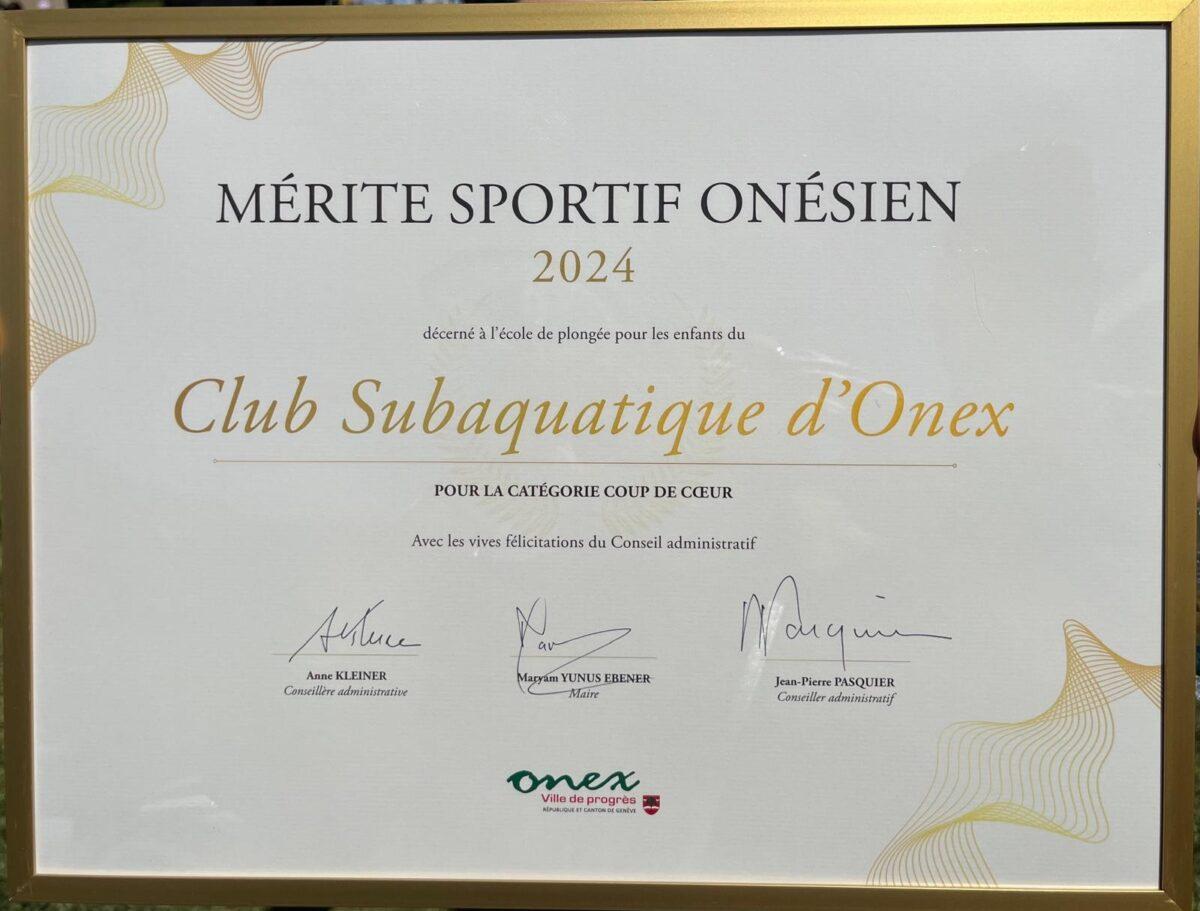 MÉRITE SPORTIF ONÉSIEN
2024
décerné à l'école de plongée pour les enfants du
Club Subaquatique d'Onex
POUR LA CATÉGORIE COUP DE CŒUR
Avec les vives félicitations du Conseil administratif
Anne KLEINER
Conseillère administrative
Maryam YUNUS EBENER
Maire
Jean-Pierre PASQUIER
Conseiller administratif
onex
Ville de progrès
RÉPUBLIQUE ET CANTON DE GENÈVE